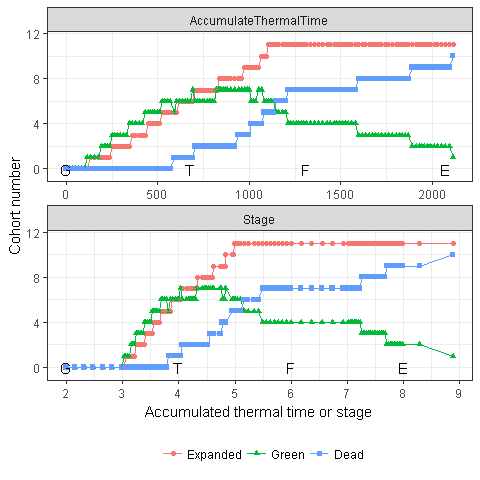 AccumulateThermalTime
12
8
4
0
G T F E
0 500 1000 1500 2000
Cohort number
Stage
12
8
4
0
G T F E
2 3 4 5 6 7 8 9
Accumulated thermal time or stage
Expanded Green Dead